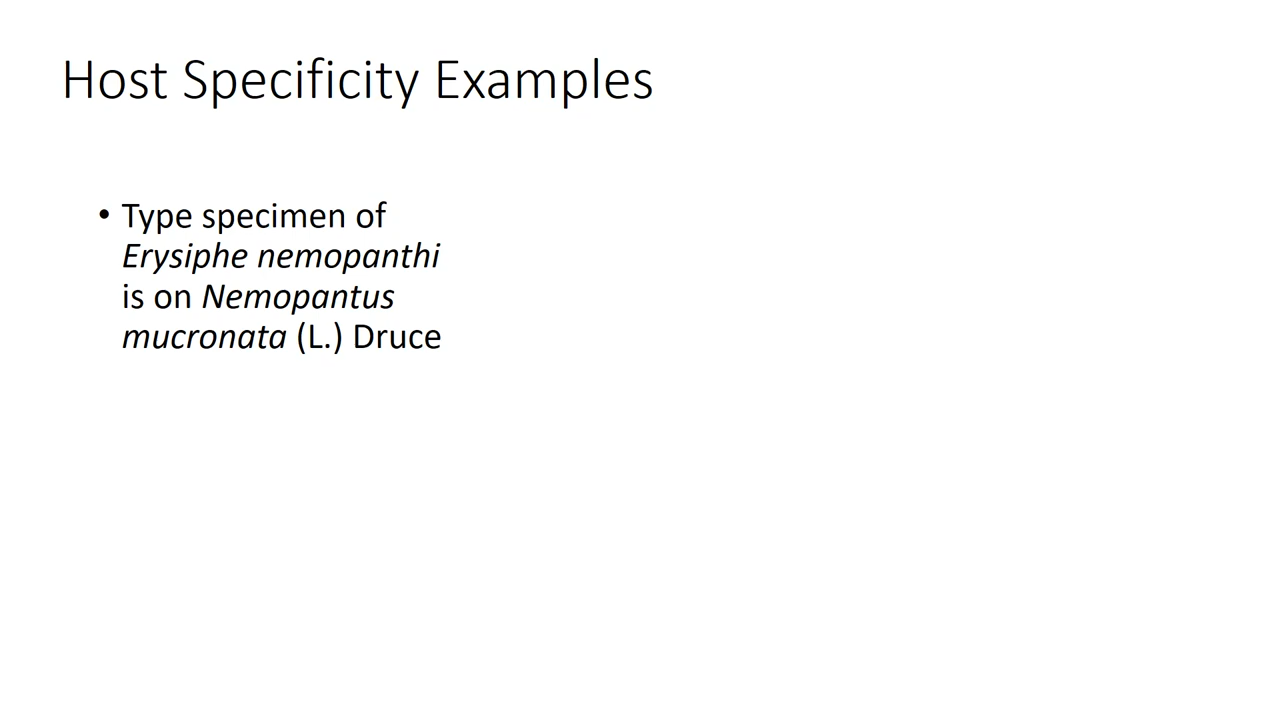 Host Specificity Examples
• Type specimen of
Erysiphe nemopanthi
is on Nemopantus
mucronata (L.) Druce